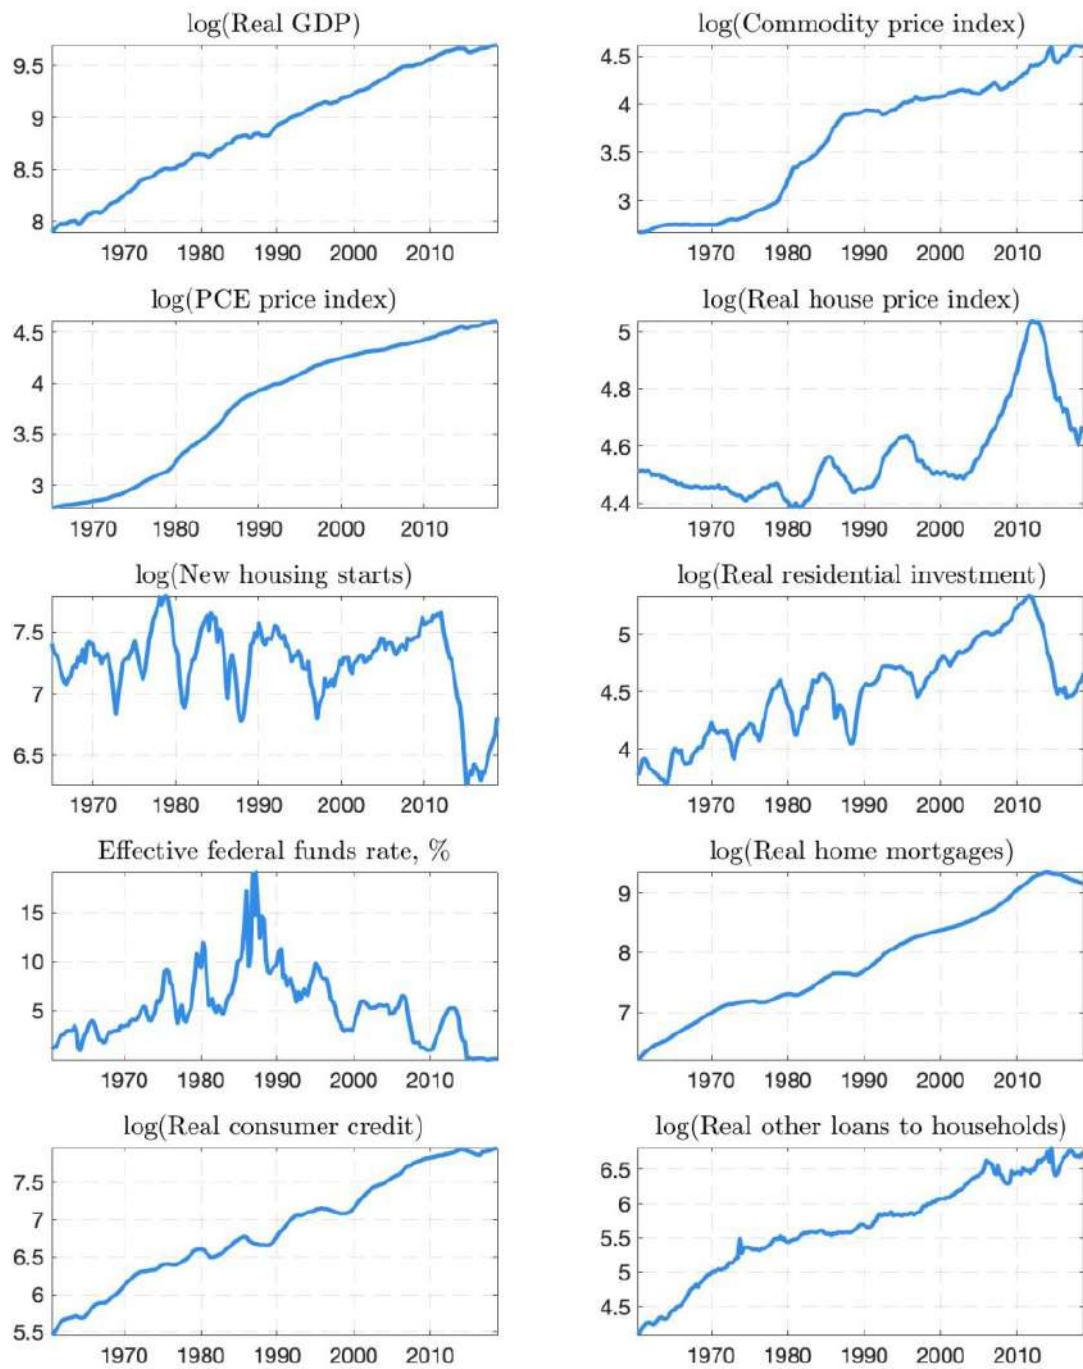 log(Real GDP)
9.5
9
8.5
8
1970 1980 1990 2000 2010
log(Commodity price index)
4.5
4
3.5
3
1970 1980 1990 2000 2010
log(PCE price index)
4.5
4
3.5
3
1970 1980 1990 2000 2010
log(Real house price index)
5
4.8
4.6
4.4
1970 1980 1990 2000 2010
log(New housing starts)
7.5
7
6.5
1970 1980 1990 2000 2010
log(Real residential investment)
5
4.5
4
1970 1980 1990 2000 2010
Effective federal funds rate, %
15
10
5
1970 1980 1990 2000 2010
log(Real home mortgages)
9
8
7
1970 1980 1990 2000 2010
log(Real consumer credit)
7.5
7
6.5
6
5.5
1970 1980 1990 2000 2010
log(Real other loans to households)
6.5
6
5.5
5
4.5
1970 1980 1990 2000 2010